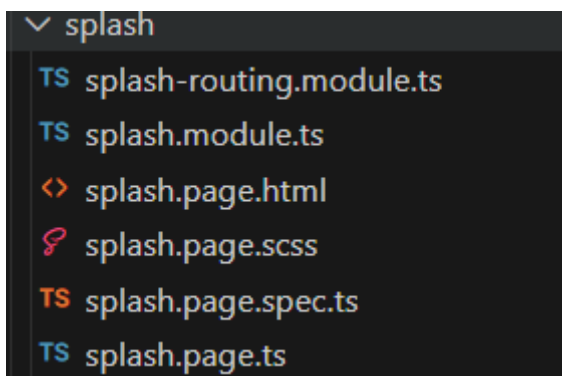 splash
TS splash-routing.module.ts
TS splash.module.ts
<> splash.page.html
splash.page.scss
TS splash.page.spec.ts
TS splash.page.ts